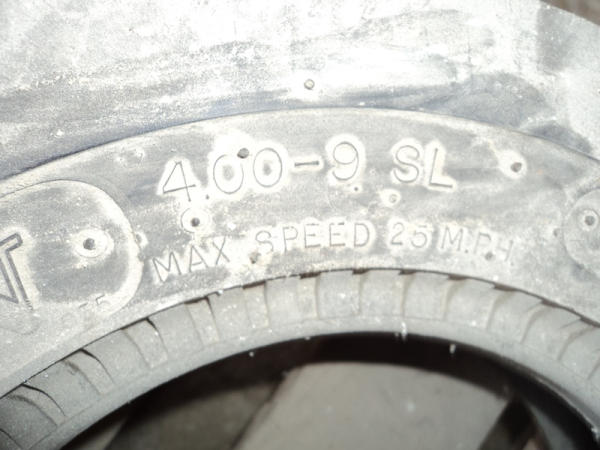 4.00-9 SL
MAX SPEED 25 M.P.H.